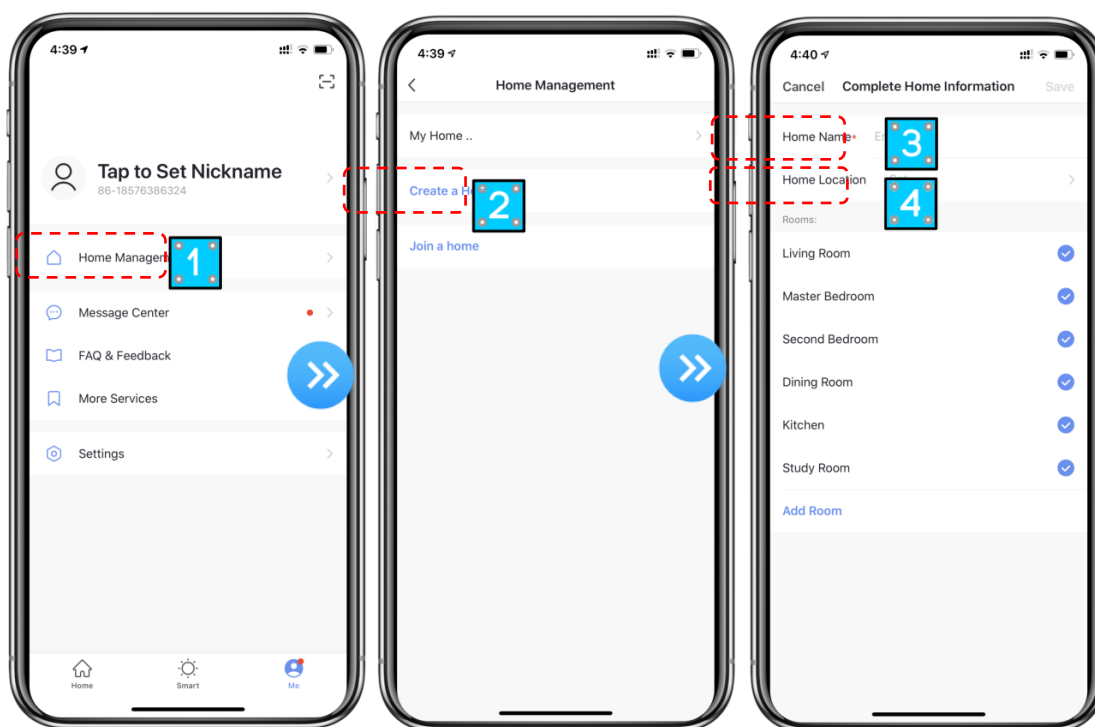 4:39
Tap to Set Nickname
86-18576386324
Home Managem
1
Message Center
FAQ & Feedback
More Services
Settings
Home
Smart
Me
4:39
Home Management
My Home ..
Create a H
2
Join a home
4:40
Cancel
Complete Home Information
Save
Home Name*
3
Home Location
4
Rooms:
Living Room
Master Bedroom
Second Bedroom
Dining Room
Kitchen
Study Room
Add Room